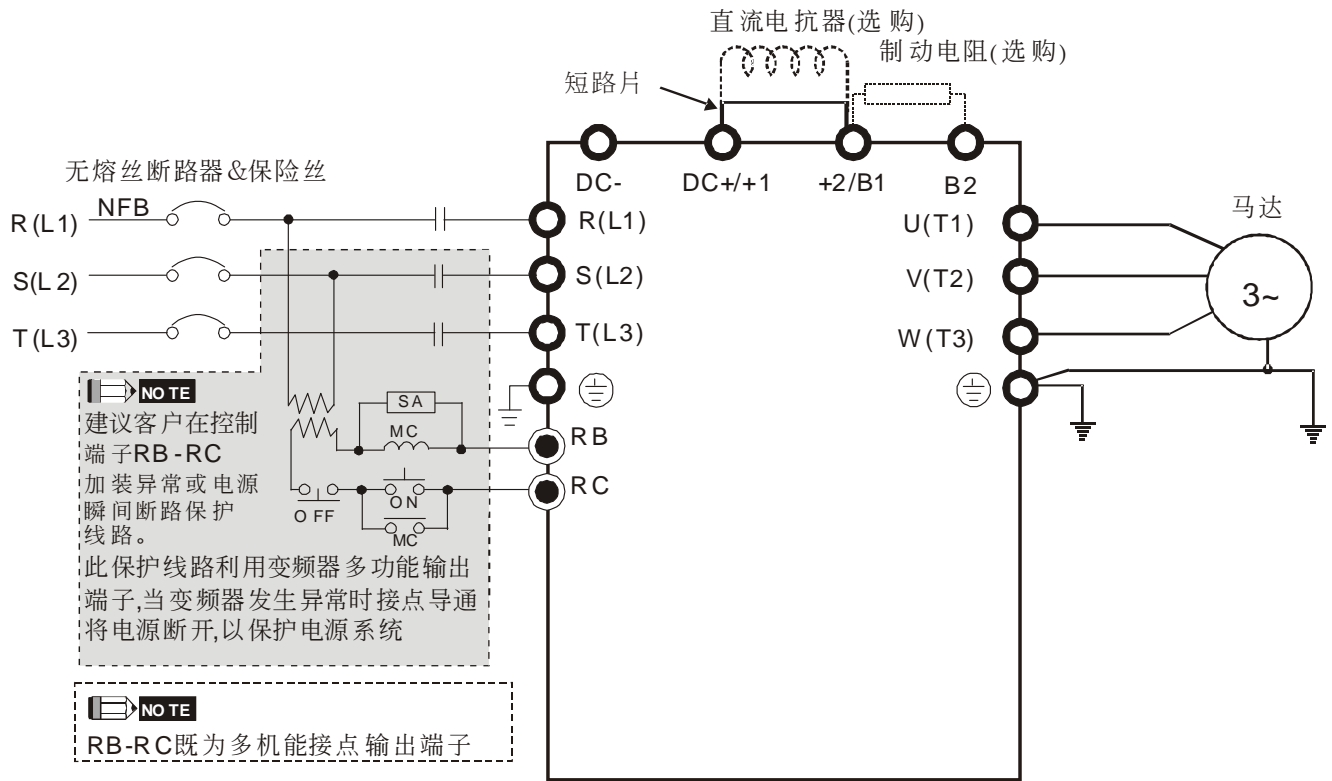 直流电抗器(选购)
制动电阻(选购)
短路片
无熔丝断路器&保险丝
DC-
DC+/+1
+2/B1
B2
NFB
R(L1)
R(L1)
U(T1)
马达
S(L2)
S(L2)
V(T2)
3~
T(L3)
T(L3)
W(T3)
NOTE
建议客户在控制
端子RB-RC
加装异常或电源
瞬间断路保护
线路。
此保护线路利用变频器多功能输出
端子,当变频器发生异常时接点导通
将电源断开,以保护电源系统
SA
MC
RB
RC
OFF
ON
MC
NOTE
RB-RC既为多机能接点输出端子